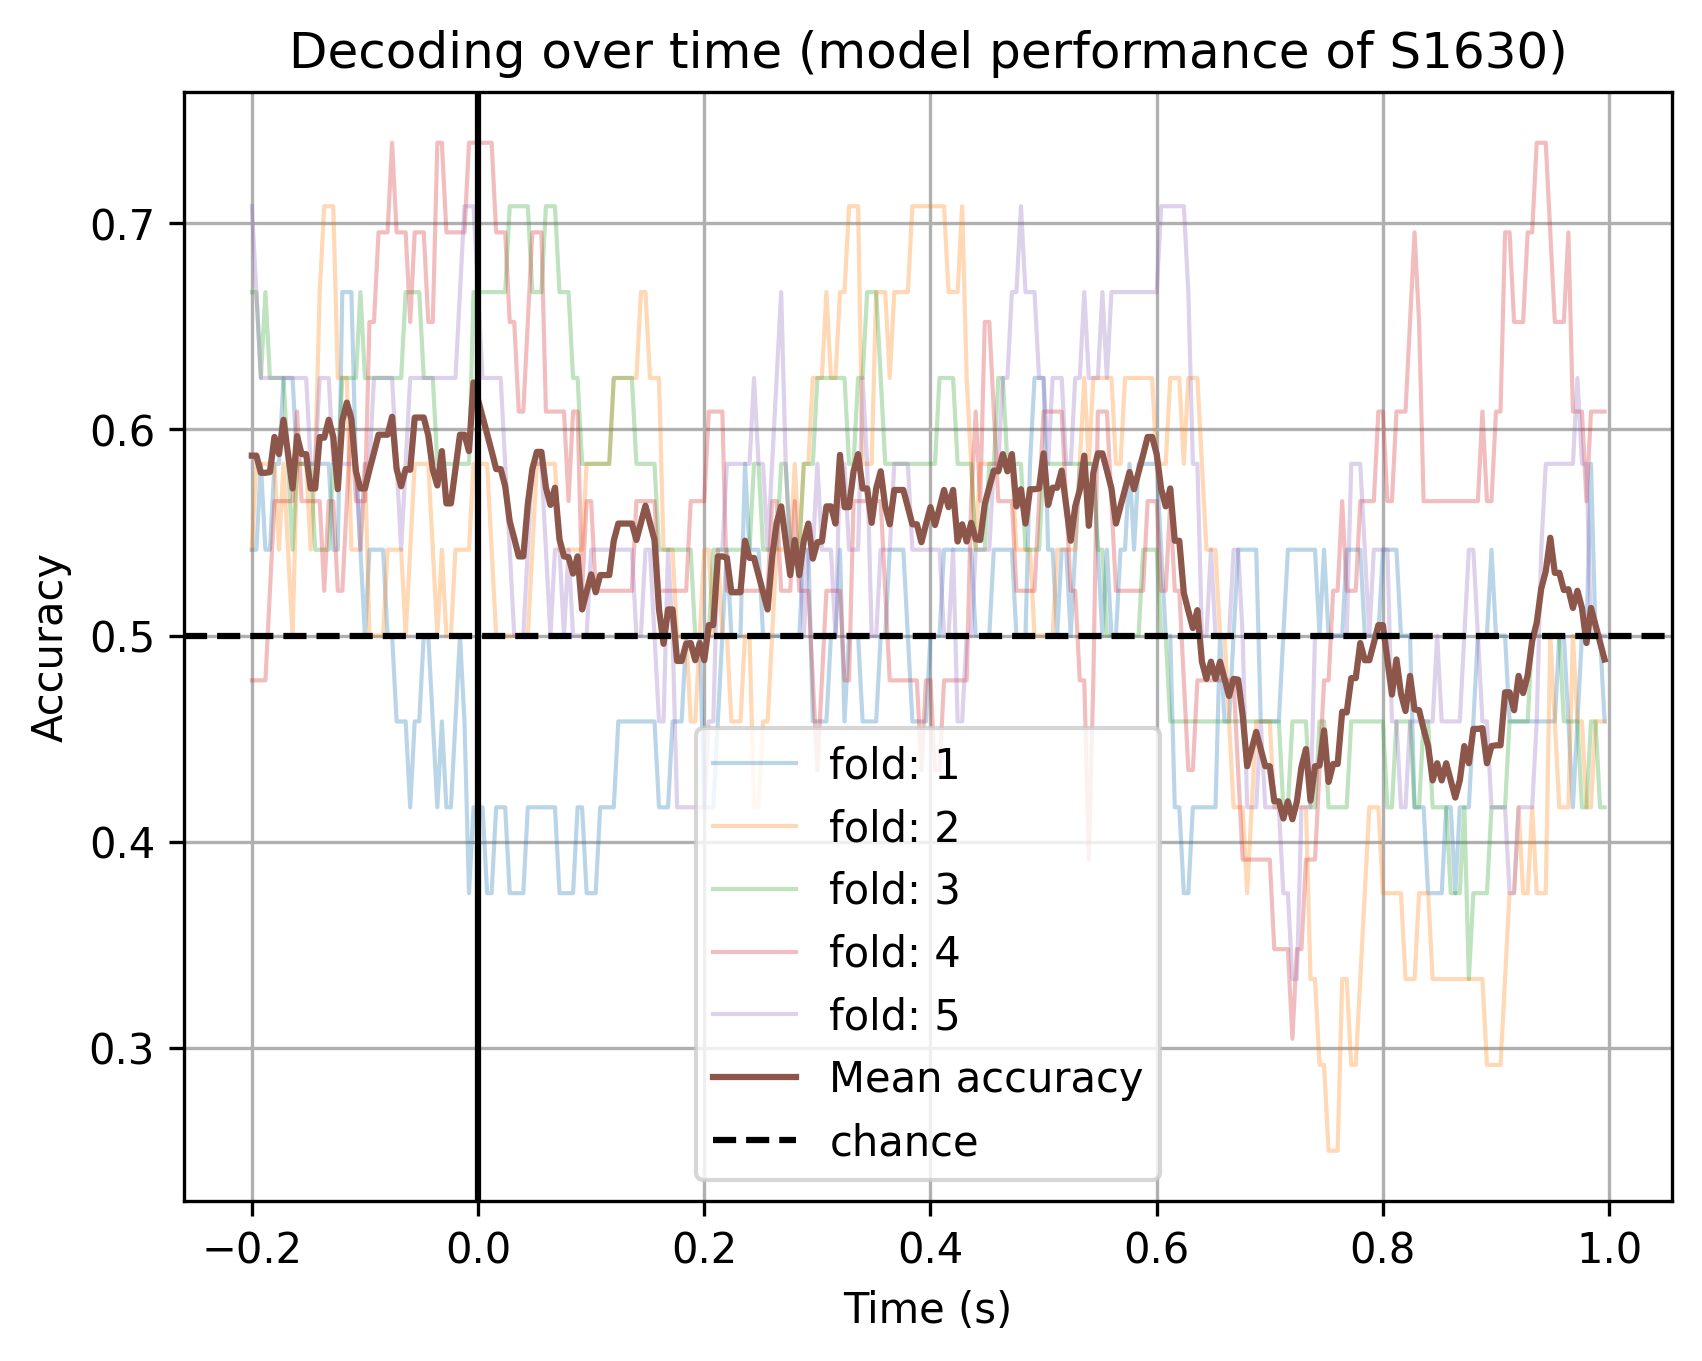 Decoding over time (model performance of S1630)
Accuracy
0.7
0.6
0.5
0.4
0.3
fold: 1
fold: 2
fold: 3
fold: 4
fold: 5
Mean accuracy
chance
−0.2 0.0 0.2 0.4 0.6 0.8 1.0
Time (s)